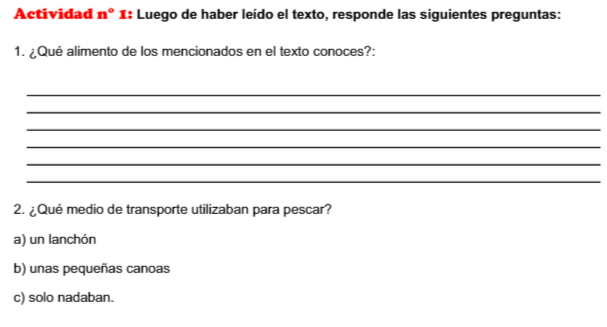 Actividad n° 1: Luego de haber leído el texto, responde las siguientes preguntas:
1. ¿Qué alimento de los mencionados en el texto conoces?:
2. ¿Qué medio de transporte utilizaban para pescar?
a) un lanchón
b) unas pequeñas canoas
c) solo nadaban.